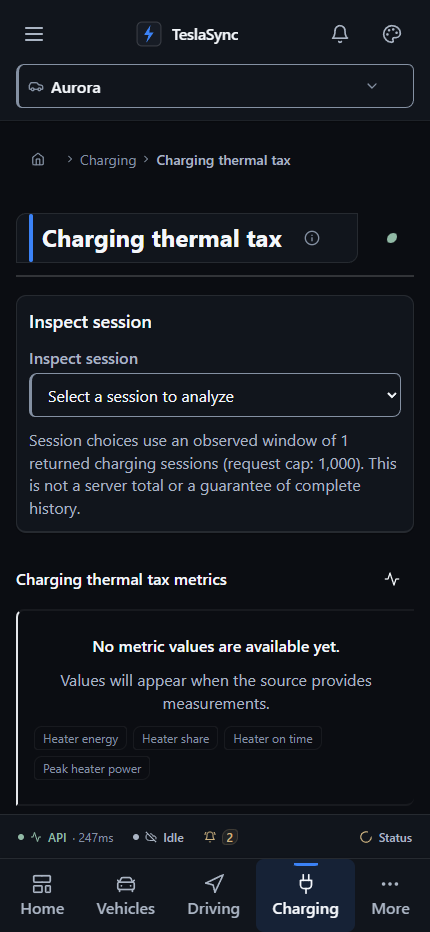 TeslaSync
Aurora
Charging
Charging thermal tax
Charging thermal tax
Inspect session
Inspect session
Select a session to analyze
Session choices use an observed window of 1
returned charging sessions (request cap: 1,000). This
is not a server total or a guarantee of complete
history.
Charging thermal tax metrics
No metric values are available yet.
Values will appear when the source provides
measurements.
Heater energy
Heater share
Heater on time
Peak heater power
API · 247ms
Idle
2
Status
Home
Vehicles
Driving
Charging
More